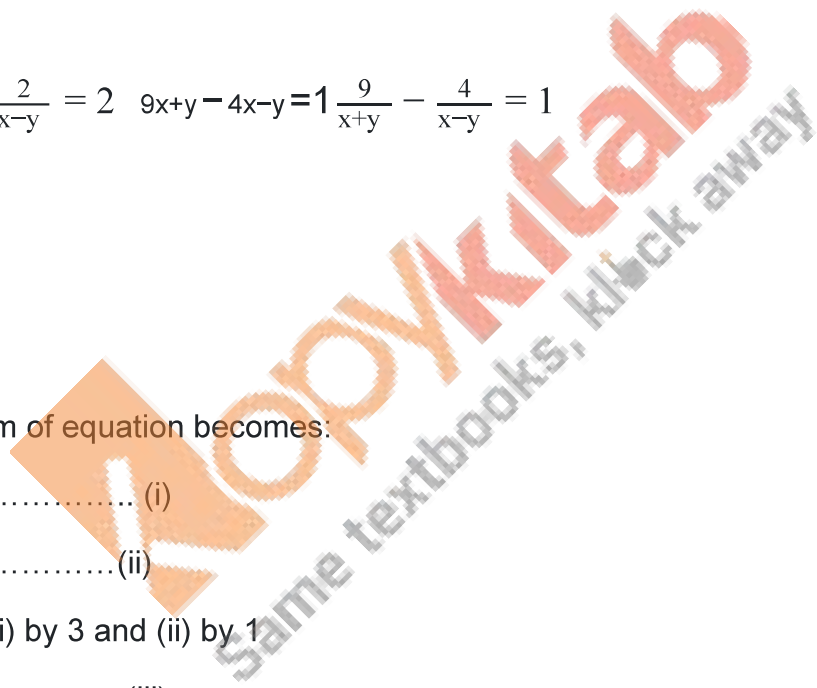 2/x−y = 2 9x+y − 4x−y = 1 9/x+y − 4/x−y = 1
m of equation becomes:
………….. (i)
…………(ii)
i) by 3 and (ii) by 1
kopykitab
Same textbooks, klick away